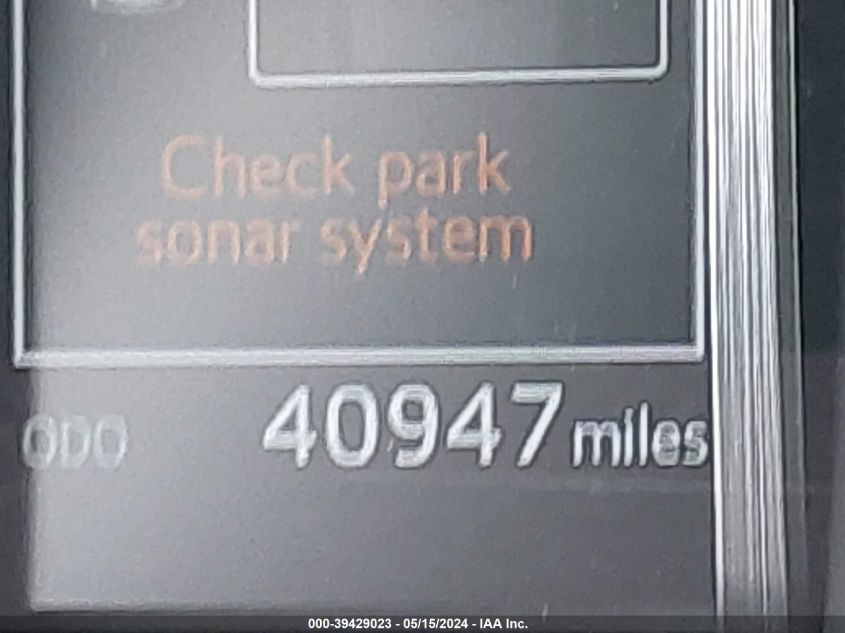 Check park
sonar system
ODO 40947 miles
000-39429023 - 05/15/2024 - IAA Inc.